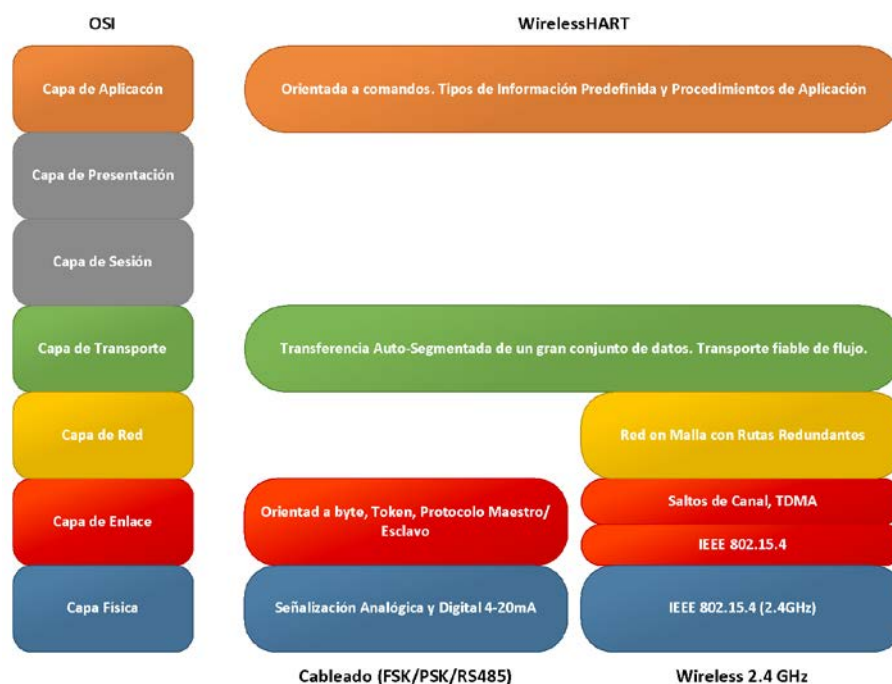 OSI
WirelessHART
Capa de Aplicacón
Orientada a comandos. Tipos de Información Predefinida y Procedimientos de Aplicación
Capa de Presentación
Capa de Sesión
Capa de Transporte
Transferencia Auto-Segmentada de un gran conjunto de datos. Transporte fiable de flujo.
Capa de Red
Red en Malla con Rutas Redundantes
Capa de Enlace
Orientad a byte, Token, Protocolo Maestro/
Esclavo
Saltos de Canal, TDMA
IEEE 802.15.4
Capa Física
Señalización Analógica y Digital 4-20mA
IEEE 802.15.4 (2.4GHz)
Cableado (FSK/PSK/RS485)
Wireless 2.4 GHz